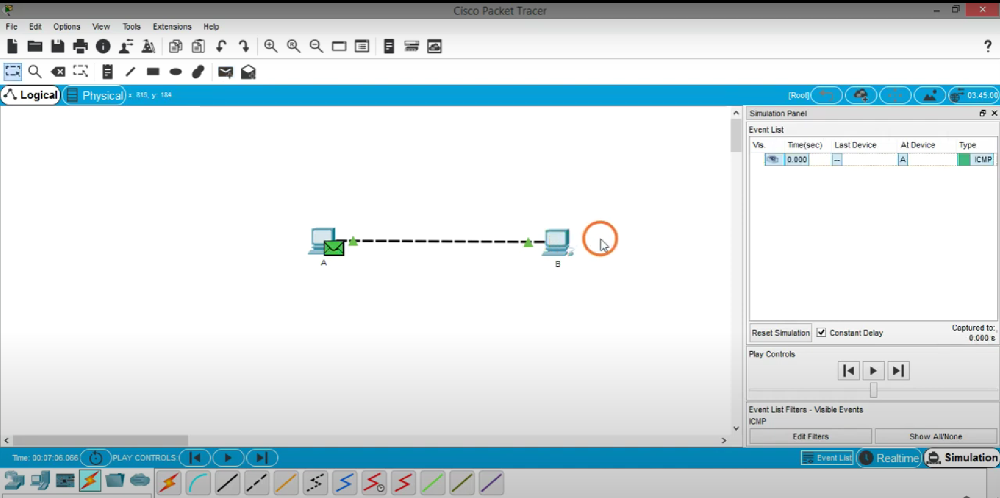 Cisco Packet Tracer
File Edit Options View Tools Extensions Help
?
Logical Physical x: 815, y: 184 [Root] 03:45:00
Simulation Panel
Event List
Vis. Time(sec) Last Device At Device Type
0.000 -- A ICMP
A
B
Reset Simulation Constant Delay Captured to:
0.000 s
Play Controls
Event List Filters - Visible Events
ICMP
Edit Filters Show All/None
Time: 00:07:06.066 PLAY CONTROLS: Event List Realtime Simulation